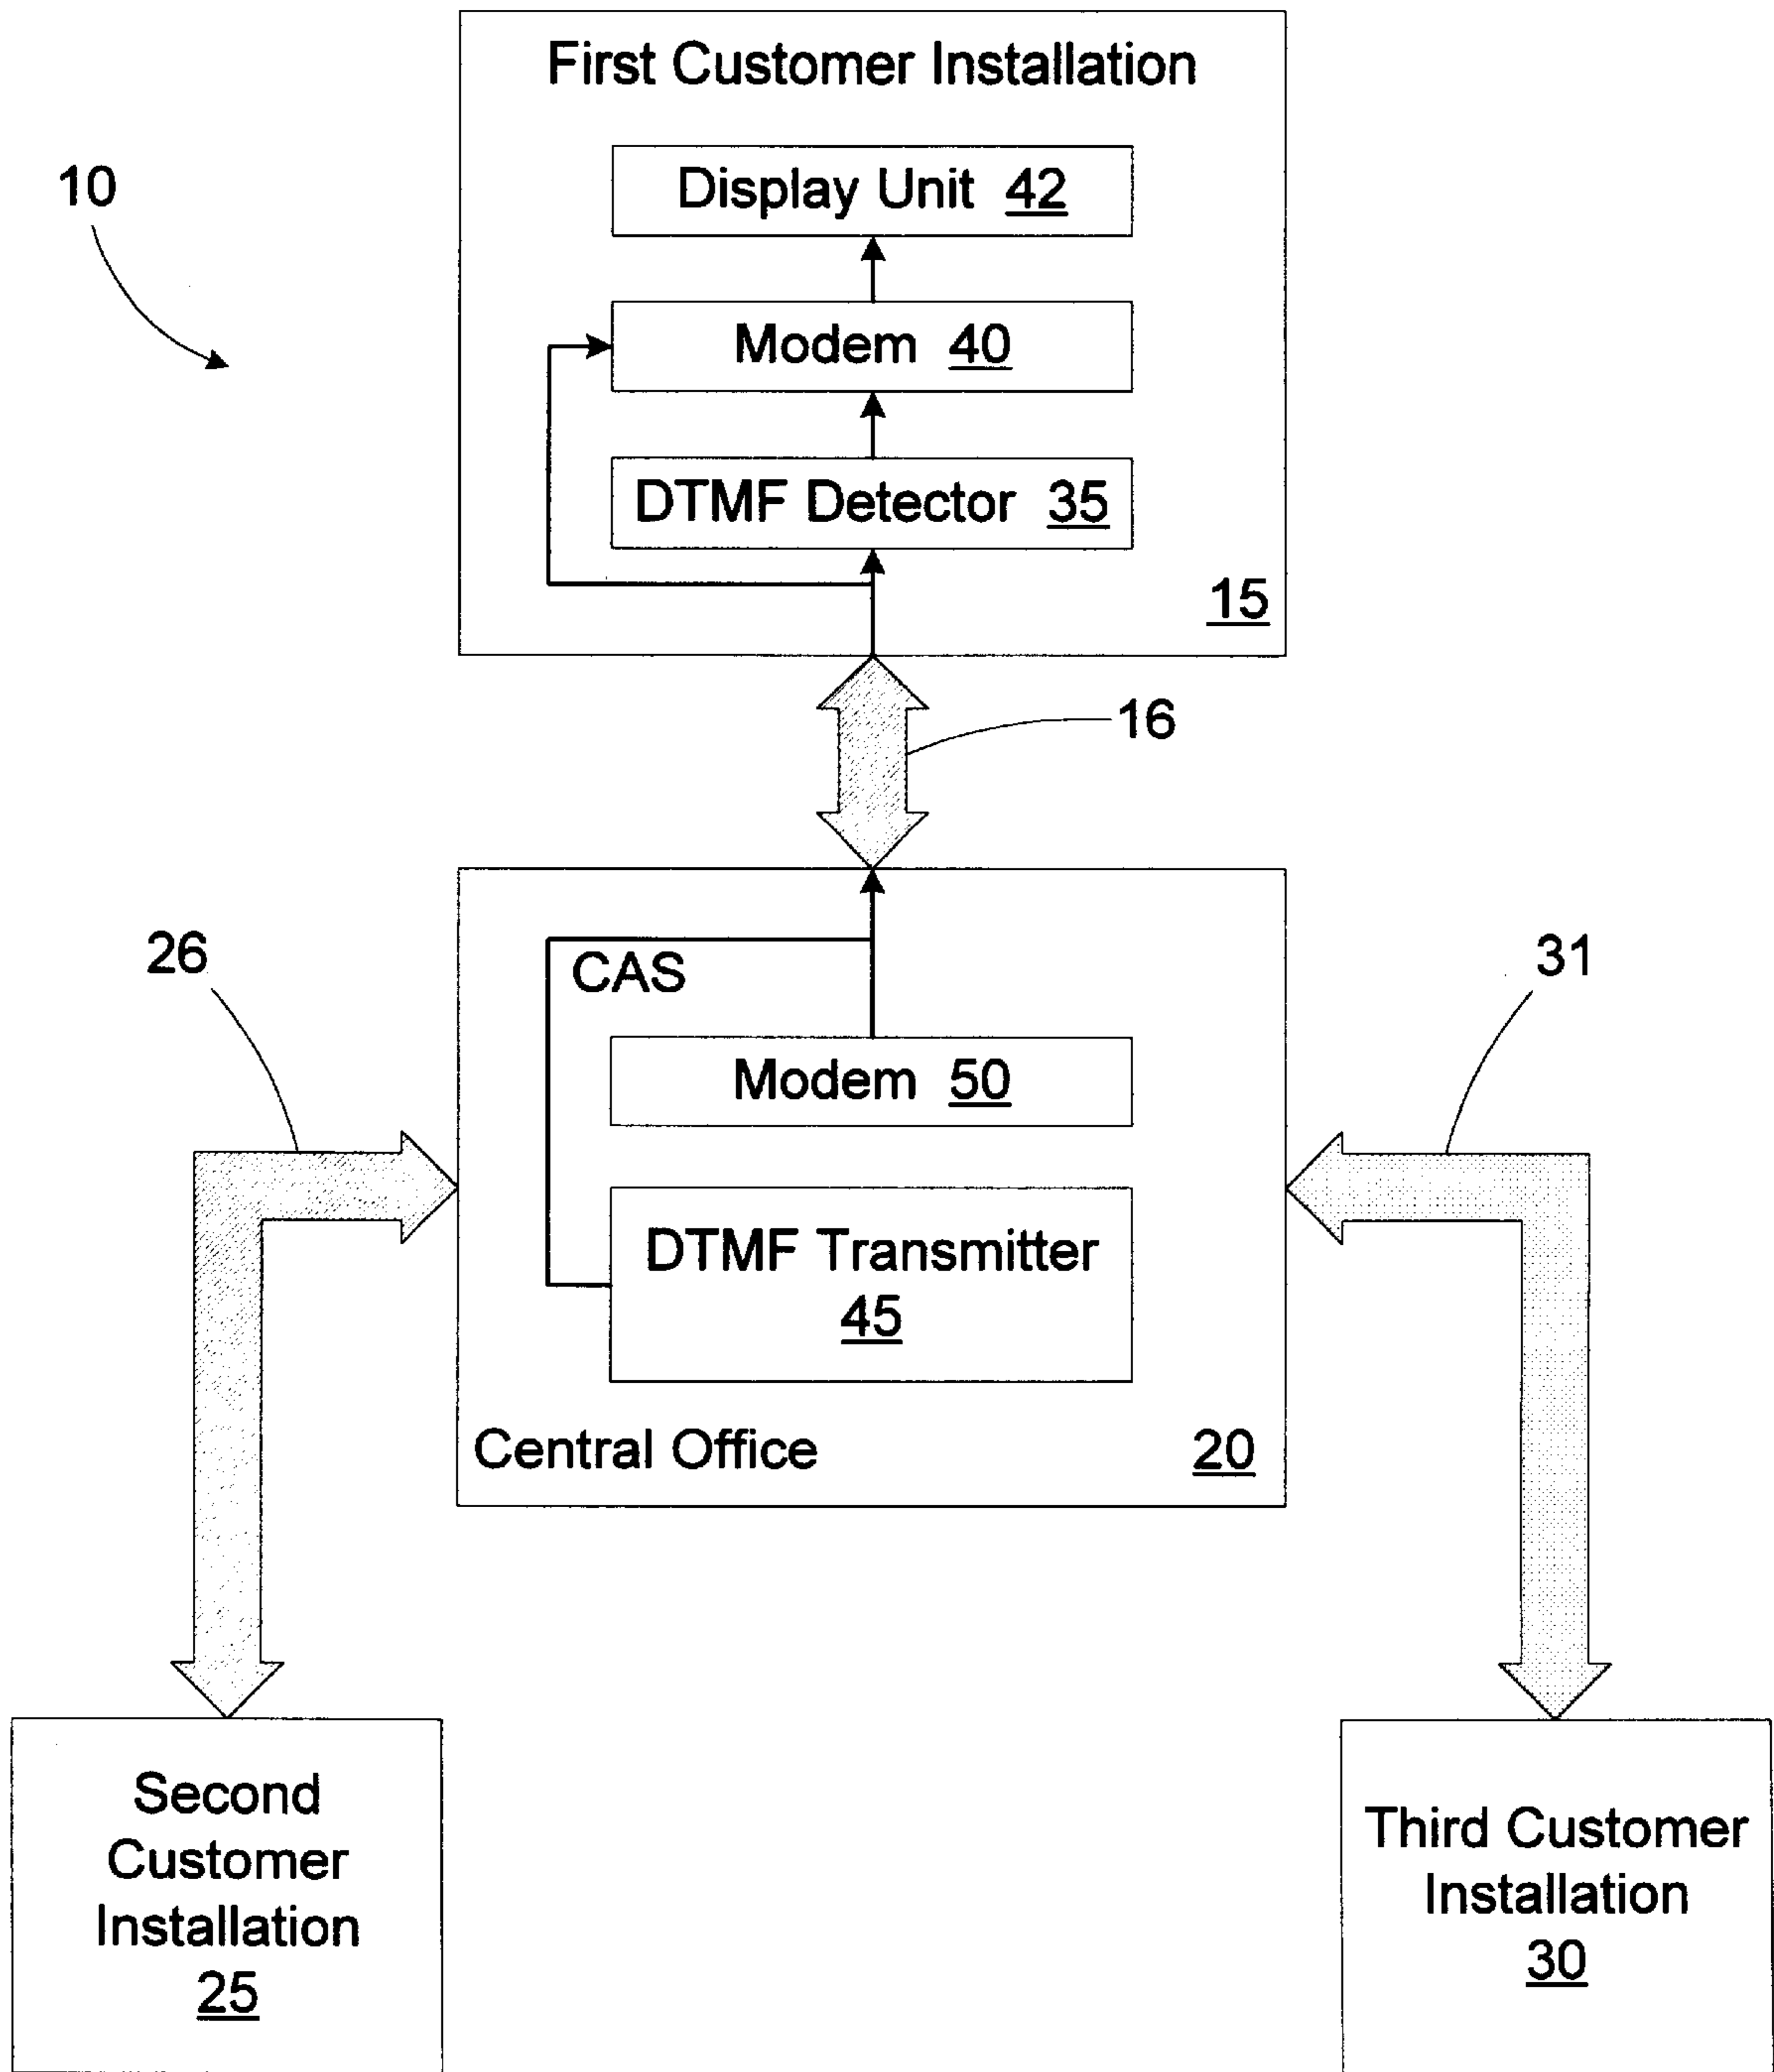 First Customer Installation
10
Display Unit 42
Modem 40
DTMF Detector 35
15
16
26
CAS
31
Modem 50
DTMF Transmitter
45
Central Office 20
Second
Customer
Installation
25
Third Customer
Installation
30